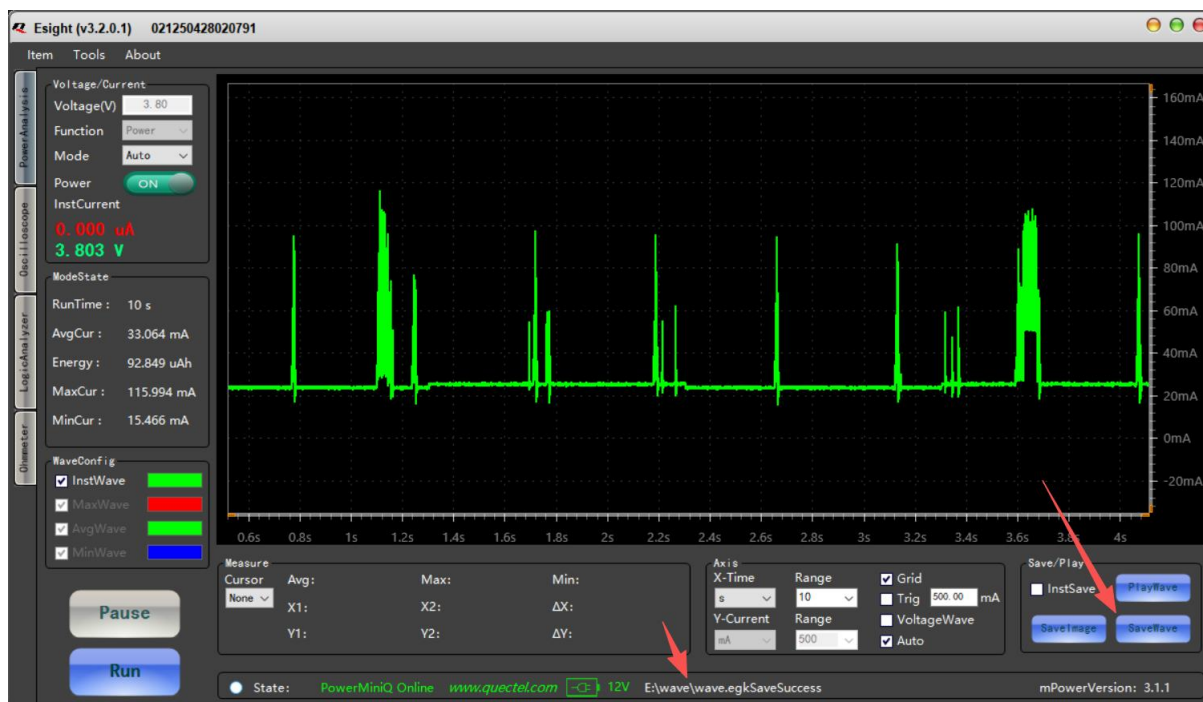 Esight (v3.2.0.1) 021250428020791
Item Tools About
PowerAnalysis
Oscilloscope
LogicAnalyzer
Ohmmeter
Voltage/Current
Voltage(V) 3.80
Function Power
Mode Auto
Power ON
InstCurrent
0.000 uA
3.803 V
ModeState
RunTime : 10 s
AvgCur : 33.064 mA
Energy : 92.849 uAh
MaxCur : 115.994 mA
MinCur : 15.466 mA
WaveConfig
InstWave
MaxWave
AvgWave
MinWave
Pause
Run
160mA
140mA
120mA
100mA
80mA
60mA
40mA
20mA
0mA
-20mA
0.6s 0.8s 1s 1.2s 1.4s 1.6s 1.8s 2s 2.2s 2.4s 2.6s 2.8s 3s 3.2s 3.4s 3.6s 3.8s 4s
Measure
Cursor Avg: Max: Min:
None X1: X2: ΔX:
Y1: Y2: ΔY:
Axis
X-Time Range Grid
s 10 Trig 500.00 mA
Y-Current Range VoltageWave
mA 500 Auto
Save/Play
InstSave PlayWave
SaveImage SaveWave
State: PowerMiniQ Online www.quectel.com 12V E:\wave\wave.egkSaveSuccess mPowerVersion: 3.1.1